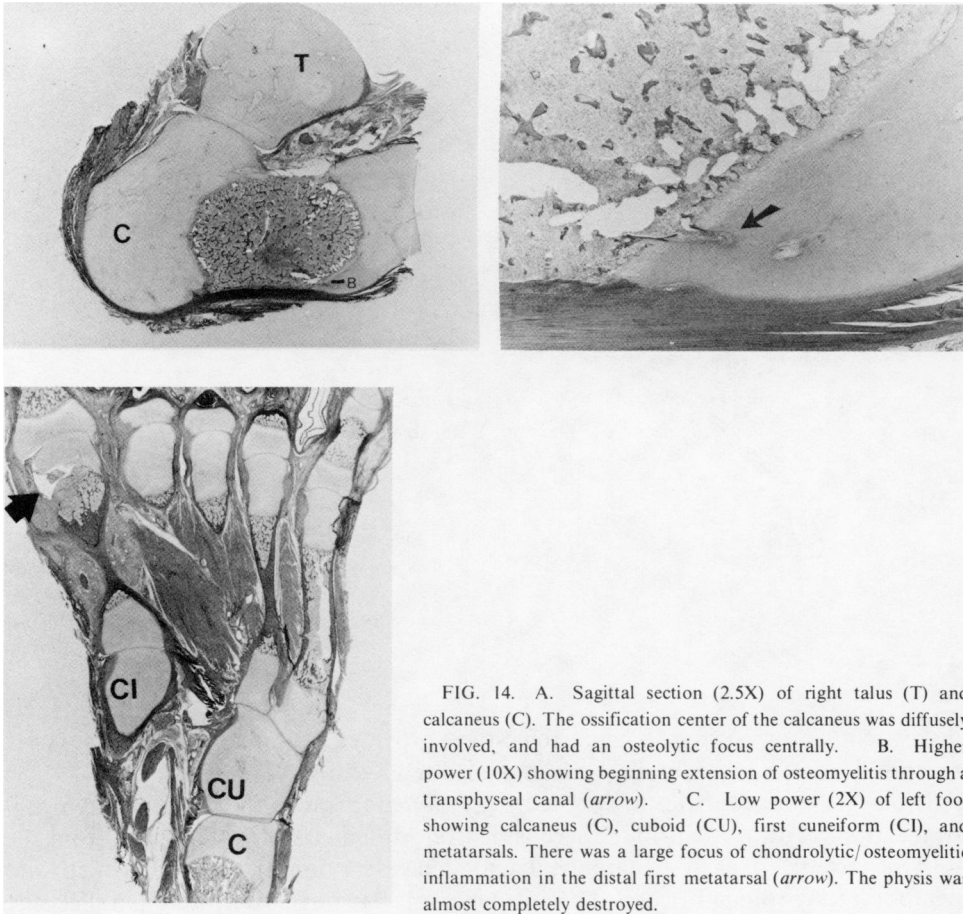 T
C
B
CI
CU
C
FIG. 14. A. Sagittal section (2.5X) of right talus (T) and
calcaneus (C). The ossification center of the calcaneus was diffusely
involved, and had an osteolytic focus centrally. B. Highe
power (10X) showing beginning extension of osteomyelitis through a
transphyseal canal (arrow). C. Low power (2X) of left foo
showing calcaneus (C), cuboid (CU), first cuneiform (CI), and
metatarsals. There was a large focus of chondrolytic/osteomyelitic
inflammation in the distal first metatarsal (arrow). The physis was
almost completely destroyed.